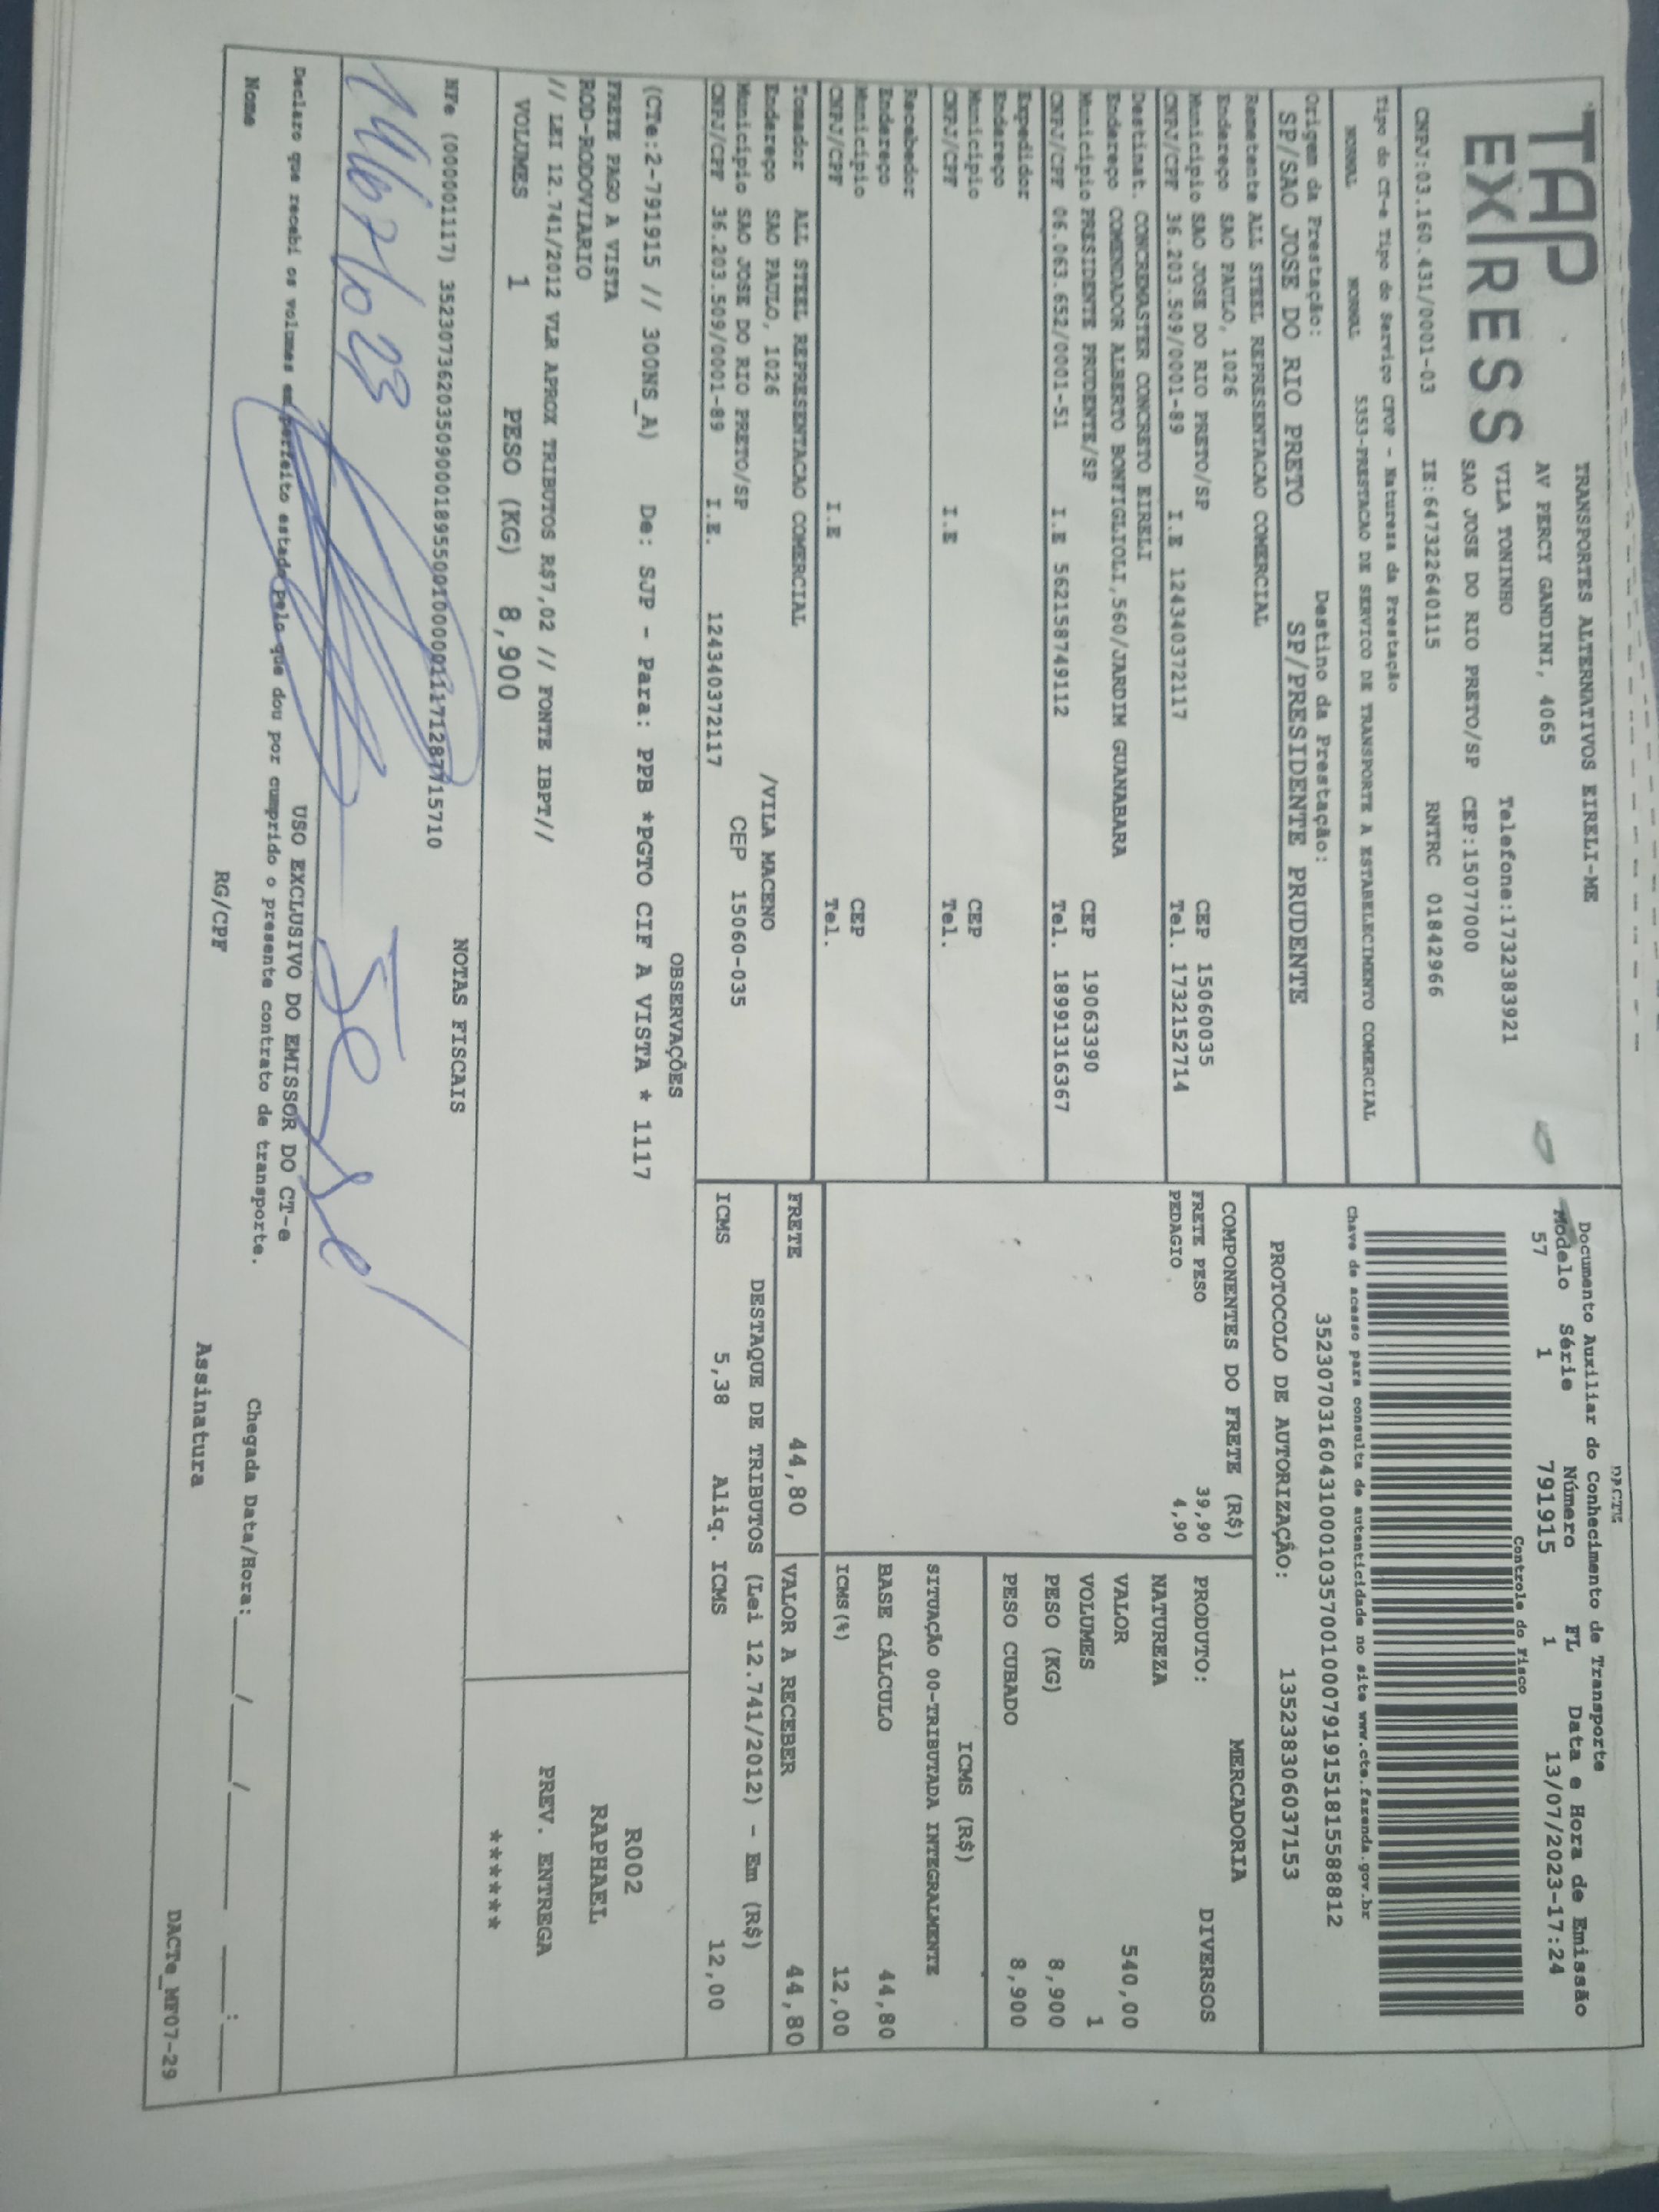 TAP EXPRESS
TRANSPORTES ALTERNATIVOS EIRELI-ME
AV PERCY GANDINI, 4065
VILA TONINHO Telefone:1732383921
SAO JOSE DO RIO PRETO/SP CEP:15077000
CNPJ:03.160.431/0001-03 IE:647322640115 RNTRC 01842966
Tipo do CT-e Tipo do Serviço CFOP - Natureza da Prestação
NORMAL NORMAL 5353-PRESTACAO DE SERVICO DE TRANSPORTE A ESTABELECIMENTO COMERCIAL
Origem da Prestação: Destino da Prestação:
SP/SAO JOSE DO RIO PRETO SP/PRESIDENTE PRUDENTE
DACTE
Documento Auxiliar do Conhecimento de Transporte
Modelo Série Número FL Data e Hora de Emissão
57 1 791915 1 13/07/2023-17:24
Controle do Fisco
Chave de acesso para consulta de autenticidade no site www.cte.fazenda.gov.br
35230703160431000103570010007919151815588812
PROTOCOLO DE AUTORIZAÇÃO: 135238306037153
Remetente ALL STEEL REPRESENTACAO COMERCIAL
Endereço SAO PAULO, 1026
Municipio SAO JOSE DO RIO PRETO/SP CEP 15060035
CNPJ/CPF 36.203.509/0001-89 I.E 124340372117 Tel. 1732152714
Destinat. CONCREMASTER CONCRETO EIRELI
Endereço COMENDADOR ALBERTO BONFIGLIOLI,560/JARDIM GUANABARA
Municipio PRESIDENTE PRUDENTE/SP CEP 19063390
CNPJ/CPF 06.063.652/0001-51 I.E 562158749112 Tel. 18991316367
Expedidor
Endereço
Municipio CEP
CNPJ/CPF I.E Tel.
Recebedor
Endereço
Municipio CEP
CNPJ/CPF I.E Tel.
Tomador ALL STEEL REPRESENTACAO COMERCIAL
Endereço SAO PAULO, 1026 /VILA MACENO
Municipio SAO JOSE DO RIO PRETO/SP CEP 15060-035
CNPJ/CPF 36.203.509/0001-89 I.E. 124340372117
COMPONENTES DO FRETE (R$)
FRETE PESO 39,90
PEDAGIO 4,90
MERCADORIA
PRODUTO: DIVERSOS
NATUREZA
VALOR 540,00
VOLUMES 1
PESO (KG) 8,900
PESO CUBADO 8,900
ICMS (R$)
SITUAÇÃO 00-TRIBUTADA INTEGRALMENTE
BASE CÁLCULO 44,80
ICMS(%) 12,00
FRETE 44,80 VALOR A RECEBER 44,80
DESTAQUE DE TRIBUTOS (Lei 12.741/2012) - Em (R$)
ICMS 5,38 Aliq. ICMS 12,00
OBSERVAÇÕES
(CTe:2-791915 // 300NS_A) De: SJP - Para: PPB *PGTO CIF A VISTA * 1117
FRETE PAGO A VISTA
ROD-RODOVIARIO
// LEI 12.741/2012 VLR APROX TRIBUTOS R$7,02 // FONTE IBPT//
VOLUMES 1 PESO (KG) 8,900
R002
RAPHAEL
PREV. ENTREGA
******
NOTAS FISCAIS
NFe (000001117)
USO EXCLUSIVO DO EMISSOR DO CT-e
Declaro que recebi os volumes em perfeito estado pelo que dou por cumprido o presente contrato de transporte.
Nome RG/CPF Assinatura Chegada Data/Hora:___/___/____ ___:___
DACTe_MF07-29